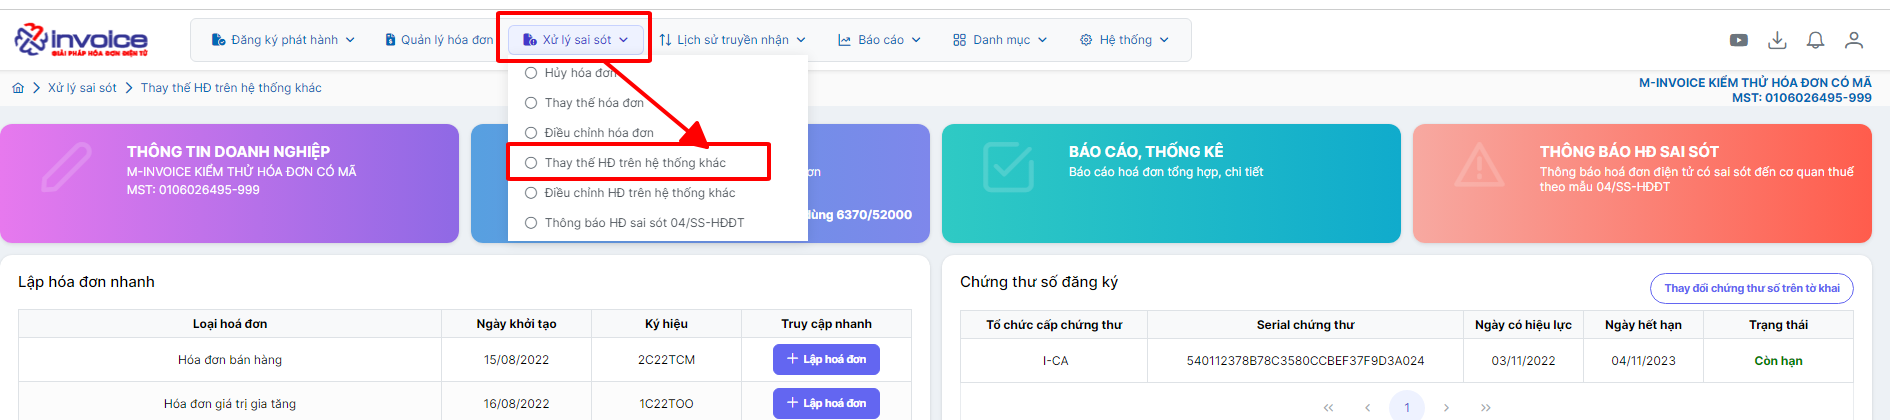 invoice
GIẢI PHÁP HÓA ĐƠN ĐIỆN TỬ
Đăng ký phát hành
Quản lý hóa đơn
Xử lý sai sót
Lịch sử truyền nhận
Báo cáo
Danh mục
Hệ thống
Xử lý sai sót
Thay thế HĐ trên hệ thống khác
M-INVOICE KIỂM THỬ HÓA ĐƠN CÓ MÃ
MST: 0106026495-999
Hủy hóa đơn
Thay thế hóa đơn
Điều chỉnh hóa đơn
Thay thế HĐ trên hệ thống khác
Điều chỉnh HĐ trên hệ thống khác
Thông báo HĐ sai sót 04/SS-HĐĐT
THÔNG TIN DOANH NGHIỆP
M-INVOICE KIỂM THỬ HÓA ĐƠN CÓ MÃ
MST: 0106026495-999
ơn
dùng 6370/52000
BÁO CÁO, THỐNG KÊ
Báo cáo hoá đơn tổng hợp, chi tiết
THÔNG BÁO HĐ SAI SÓT
Thông báo hoá đơn điện tử có sai sót đến cơ quan thuế
theo mẫu 04/SS-HĐĐT
Lập hóa đơn nhanh
Loại hoá đơn Ngày khởi tạo Ký hiệu Truy cập nhanh
Hóa đơn bán hàng 15/08/2022 2C22TCM + Lập hoá đơn
Hóa đơn giá trị gia tăng 16/08/2022 1C22TOO + Lập hoá đơn
Chứng thư số đăng ký
Thay đổi chứng thư số trên tờ khai
Tổ chức cấp chứng thư Serial chứng thư Ngày có hiệu lực Ngày hết hạn Trạng thái
I-CA 540112378B78C3580CCBEF37F9D3A024 03/11/2022 04/11/2023 Còn hạn
1